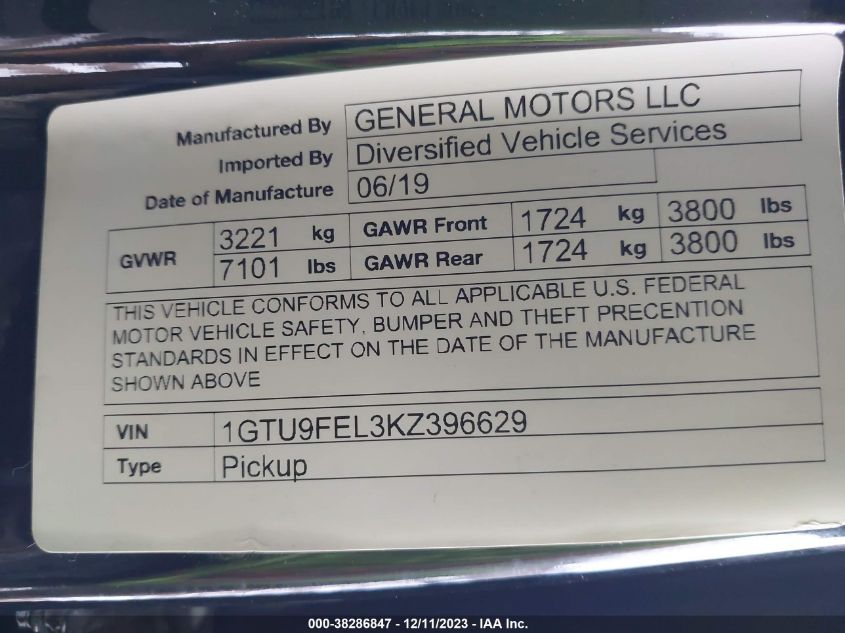 Manufactured By GENERAL MOTORS LLC
Imported By Diversified Vehicle Services
Date of Manufacture 06/19
GVWR 3221 kg GAWR Front 1724 kg 3800 lbs
7101 lbs GAWR Rear 1724 kg 3800 lbs
THIS VEHICLE CONFORMS TO ALL APPLICABLE U.S. FEDERAL
MOTOR VEHICLE SAFETY, BUMPER AND THEFT PRECENTION
STANDARDS IN EFFECT ON THE DATE OF THE MANUFACTURE
SHOWN ABOVE
VIN 1GTU9FEL3KZ396629
Type Pickup
000-38286847 - 12/11/2023 - IAA Inc.